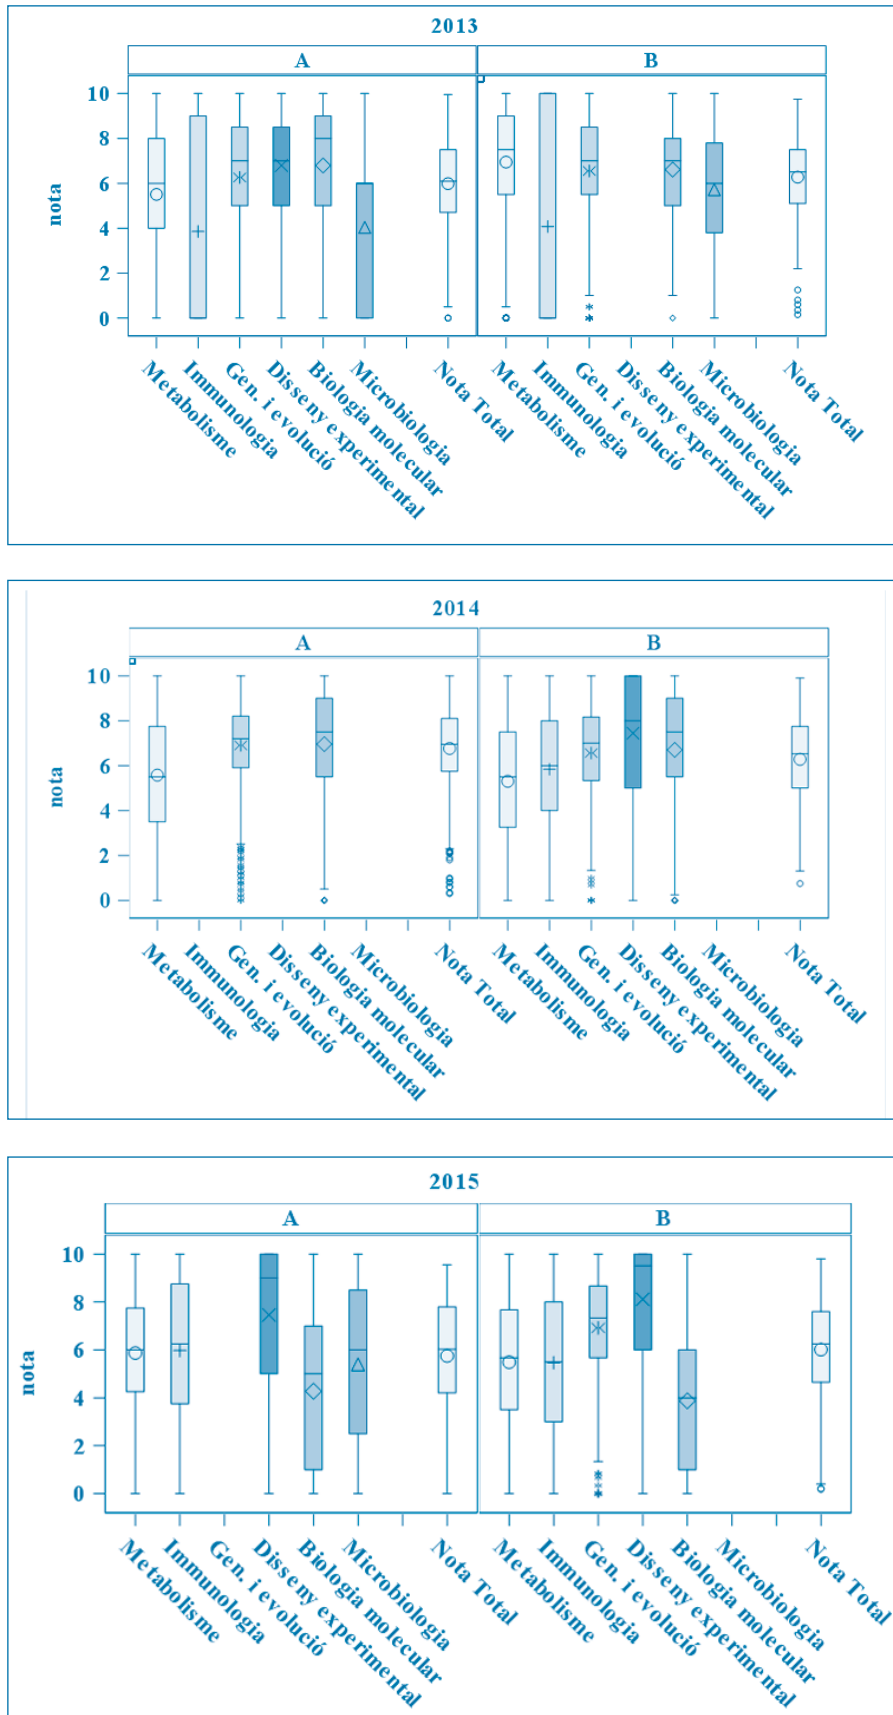 2013
A
B
nota
10
8
6
4
2
0
Metabolisme
Immunologia
Gen. i evolució
Disseny experimental
Biologia molecular
Microbiologia
Nota Total
Metabolisme
Immunologia
Gen. i evolució
Disseny experimental
Biologia molecular
Microbiologia
Nota Total
2014
A
B
nota
10
8
6
4
2
0
Metabolisme
Immunologia
Gen. i evolució
Disseny experimental
Biologia molecular
Microbiologia
Nota Total
Metabolisme
Immunologia
Gen. i evolució
Disseny experimental
Biologia molecular
Microbiologia
Nota Total
2015
A
B
nota
10
8
6
4
2
0
Metabolisme
Immunologia
Gen. i evolució
Disseny experimental
Biologia molecular
Microbiologia
Nota Total
Metabolisme
Immunologia
Gen. i evolució
Disseny experimental
Biologia molecular
Microbiologia
Nota Total